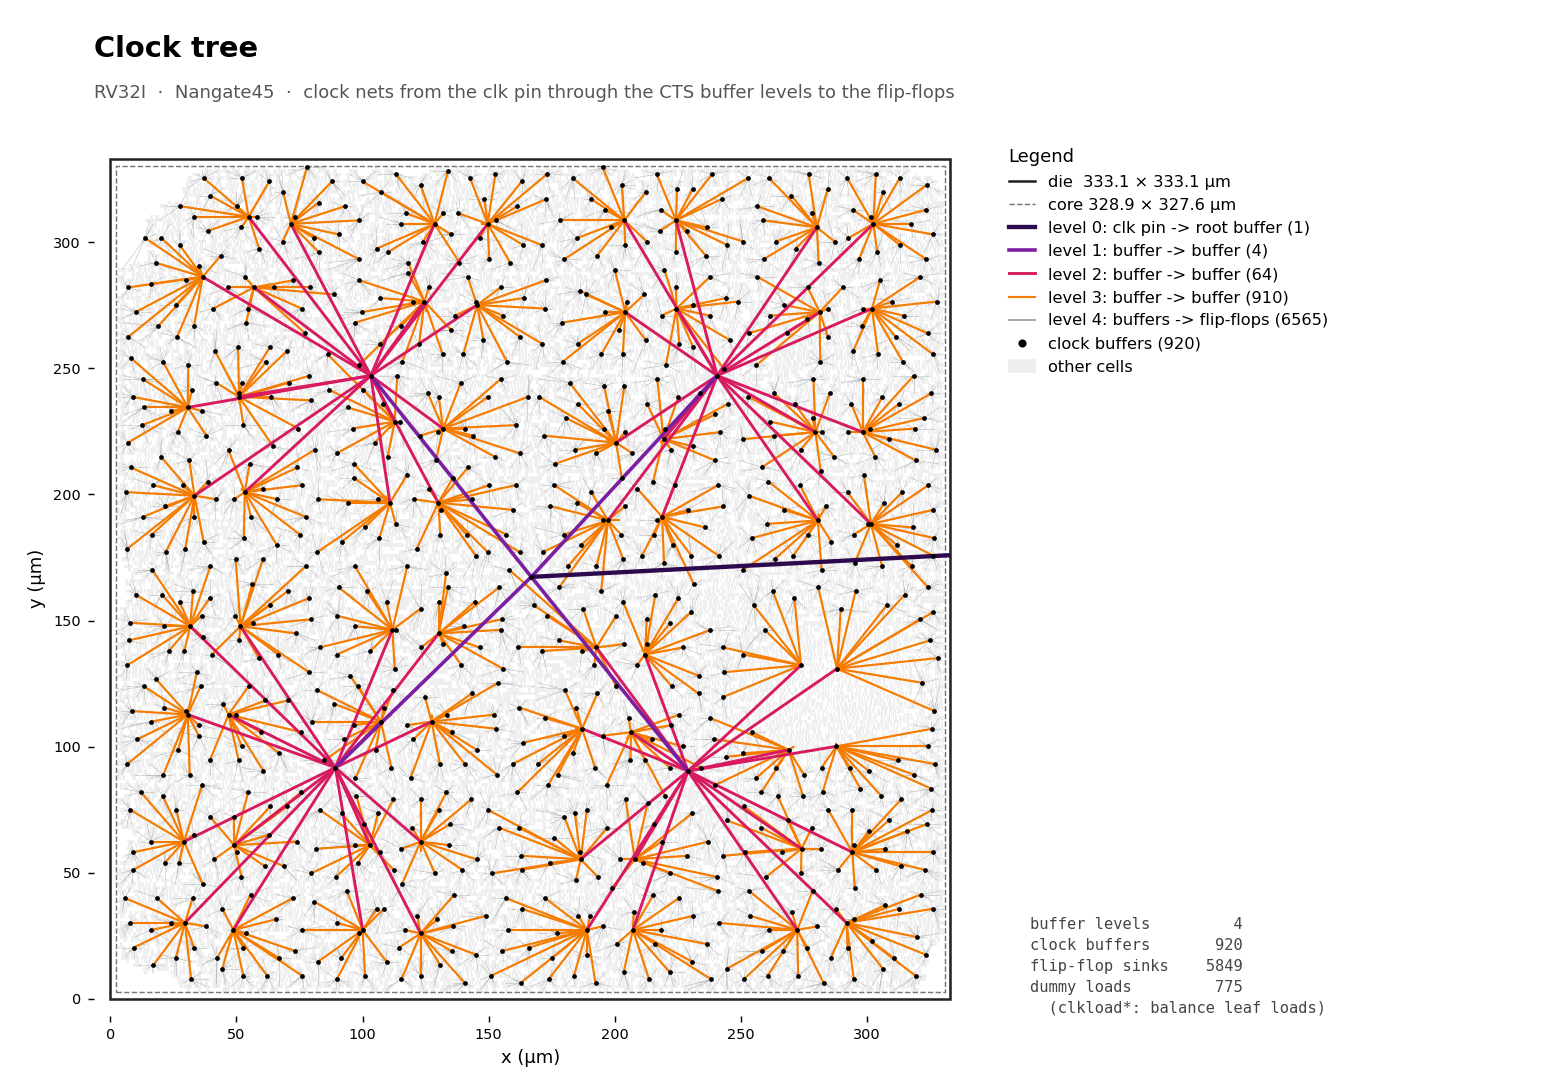 Clock tree
RV32I · Nangate45 · clock nets from the clk pin through the CTS buffer levels to the flip-flops
Legend
die 333.1 × 333.1 µm
core 328.9 × 327.6 µm
level 0: clk pin -> root buffer (1)
level 1: buffer -> buffer (4)
level 2: buffer -> buffer (64)
level 3: buffer -> buffer (910)
level 4: buffers -> flip-flops (6565)
clock buffers (920)
other cells
300
250
200
150
100
50
0
y (µm)
0 50 100 150 200 250 300
x (µm)
buffer levels 4
clock buffers 920
flip-flop sinks 5849
dummy loads 775
(clkload*: balance leaf loads)